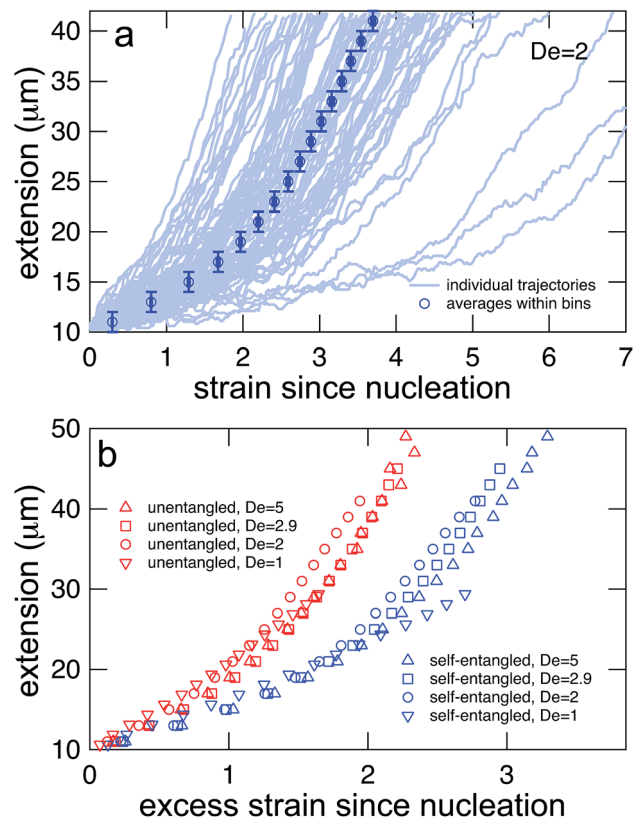 a
De=2
40
35
30
25
20
15
10
extension (μm)
individual trajectories
averages within bins
0 1 2 3 4 5 6 7
strain since nucleation
b
50
40
30
20
10
extension (μm)
unentangled, De=5
unentangled, De=2.9
unentangled, De=2
unentangled, De=1
self-entangled, De=5
self-entangled, De=2.9
self-entangled, De=2
self-entangled, De=1
0 1 2 3
excess strain since nucleation